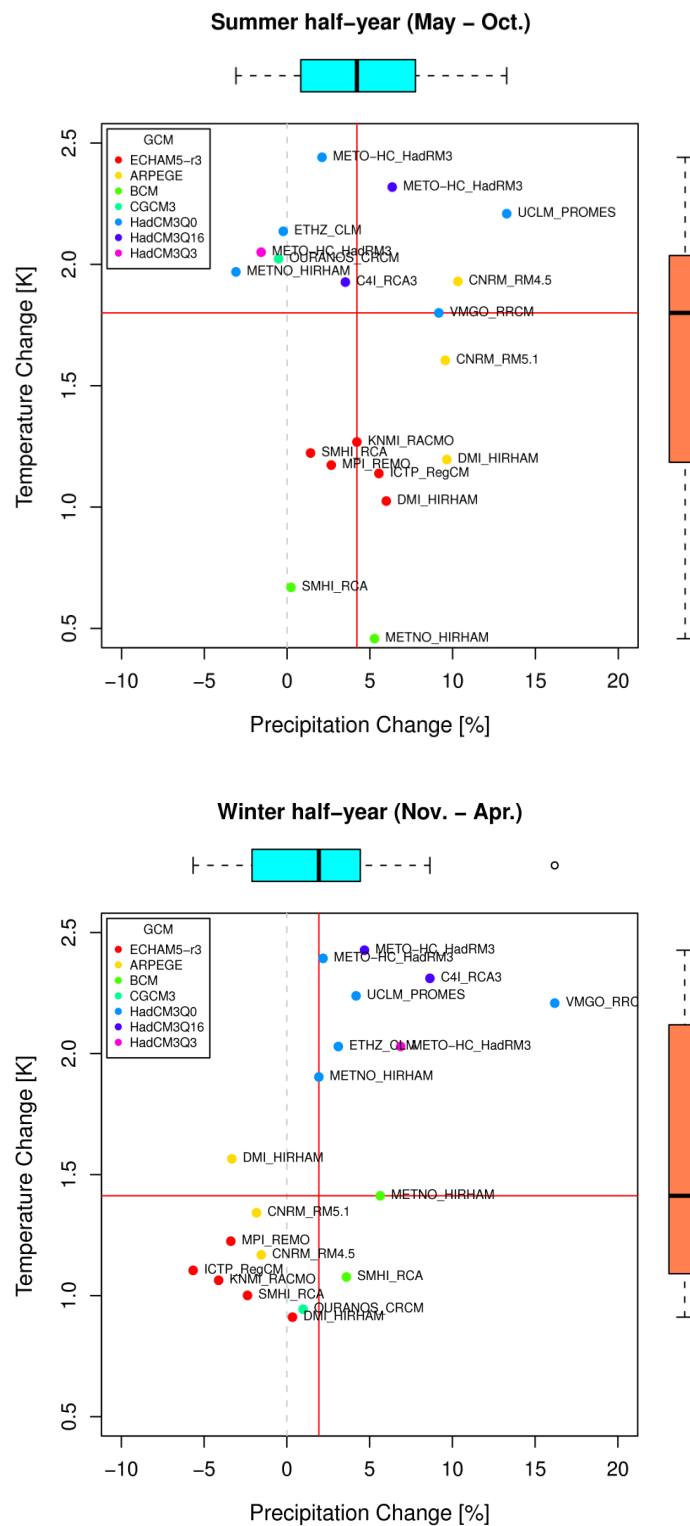 Summer half−year (May − Oct.)
GCM
ECHAM5−r3
ARPEGE
BCM
CGCM3
HadCM3Q0
HadCM3Q16
HadCM3Q3
METO−HC_HadRM3
METO−HC_HadRM3
UCLM_PROMES
ETHZ_CLM
METO−HC_HadRM3
OURANOS_CRCM
METNO_HIRHAM
C4I_RCA3
CNRM_RM4.5
VMGO_RRCM
CNRM_RM5.1
KNMI_RACMO
SMHI_RCA
MPI_REMO
DMI_HIRHAM
ICTP_RegCM
DMI_HIRHAM
SMHI_RCA
METNO_HIRHAM
Temperature Change [K]
2.5
2.0
1.5
1.0
0.5
−10 −5 0 5 10 15 20
Precipitation Change [%]
Winter half−year (Nov. − Apr.)
GCM
ECHAM5−r3
ARPEGE
BCM
CGCM3
HadCM3Q0
HadCM3Q16
HadCM3Q3
METO−HC_HadRM3
METO−HC_HadRM3
C4I_RCA3
UCLM_PROMES
VMGO_RRC
ETHZ_CLM
METO−HC_HadRM3
METNO_HIRHAM
DMI_HIRHAM
METNO_HIRHAM
CNRM_RM5.1
MPI_REMO
CNRM_RM4.5
ICTP_RegCM
KNMI_RACMO
SMHI_RCA
SMHI_RCA
OURANOS_CRCM
DMI_HIRHAM
Temperature Change [K]
2.5
2.0
1.5
1.0
0.5
−10 −5 0 5 10 15 20
Precipitation Change [%]